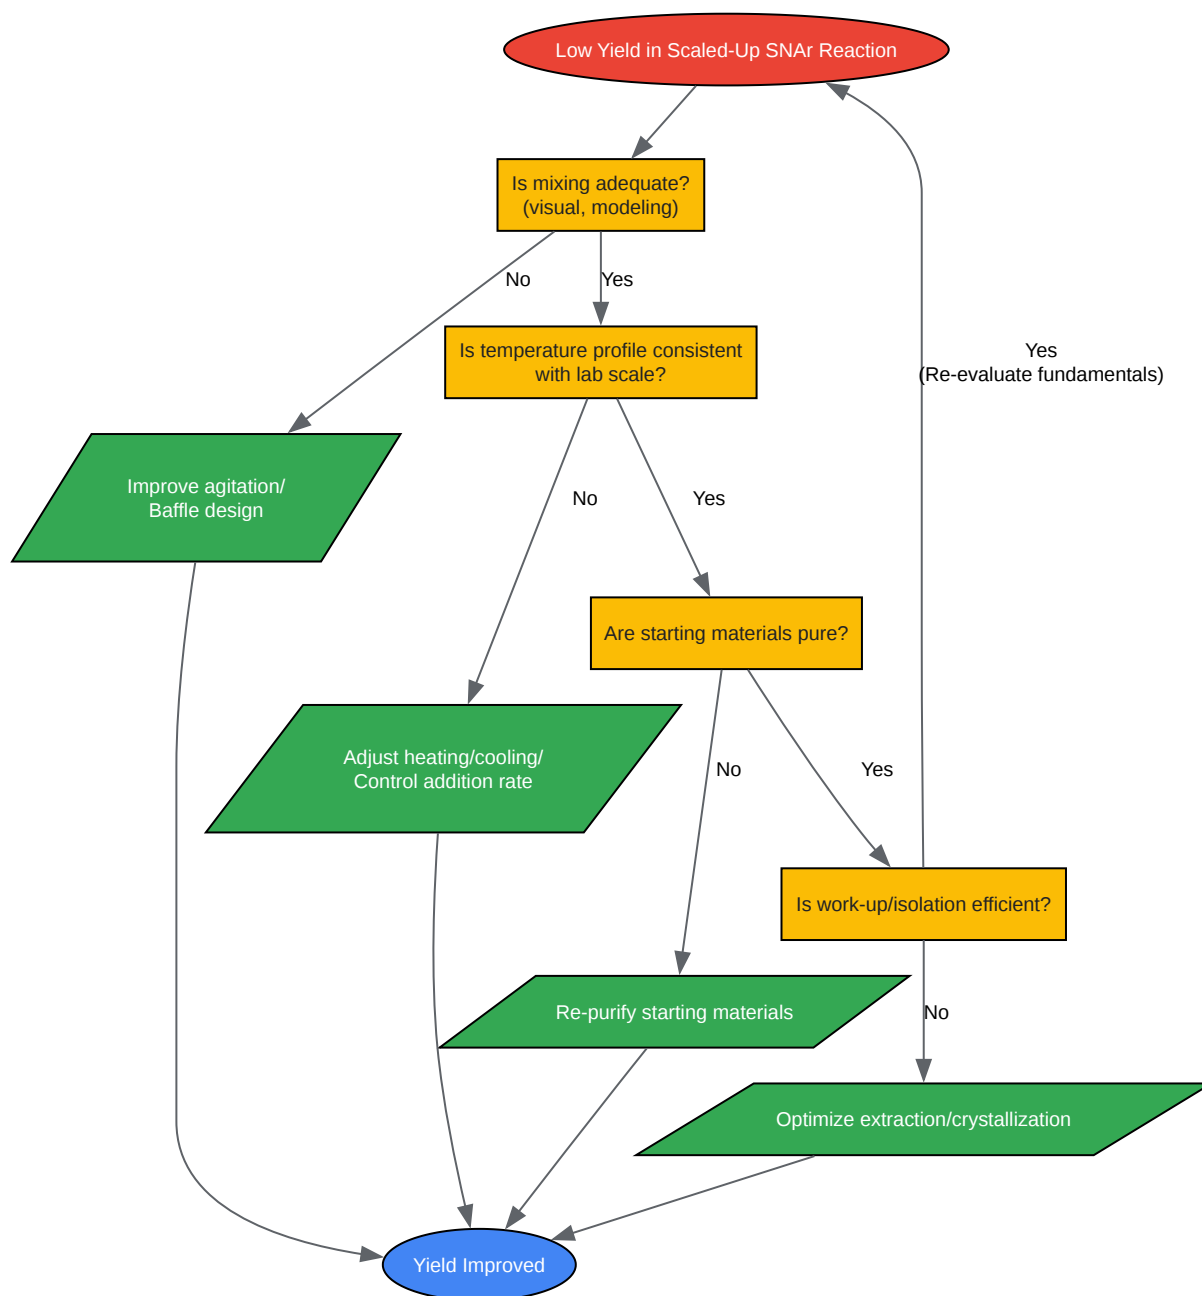 Low Yield in Scaled-Up SNAr Reaction
Is mixing adequate?
(visual, modeling)
No
Yes
Is temperature profile consistent
with lab scale?
Yes
(Re-evaluate fundamentals)
Improve agitation/
Baffle design
No
Yes
Are starting materials pure?
Adjust heating/cooling/
Control addition rate
No
Yes
Is work-up/isolation efficient?
Re-purify starting materials
No
Optimize extraction/crystallization
Yield Improved